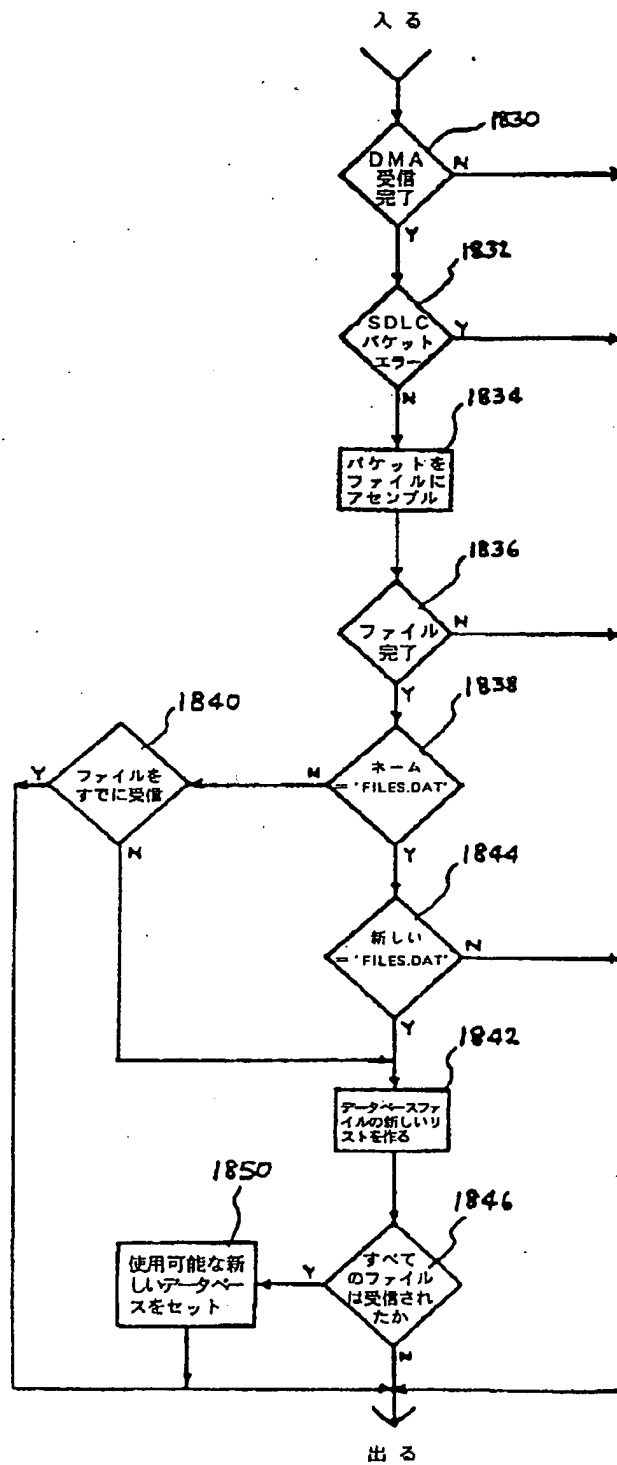 入る
1830
DMA
受信
完了
N
Y
1832
SDLC
パケット
エラー
Y
N
1834
パケットを
ファイルに
アセンブル
1836
ファイル
完了
N
Y
1838
ネーム
="FILES.DAT"
N
Y
1840
ファイルを
すでに受信
Y
N
1844
新しい
="FILES.DAT"
N
Y
1842
データベースファ
イルの新しいリ
ストを作る
1846
すべて
のファイル
は受信され
たか
Y
N
1850
使用可能な新
しいデータベ
ースをセット
出る